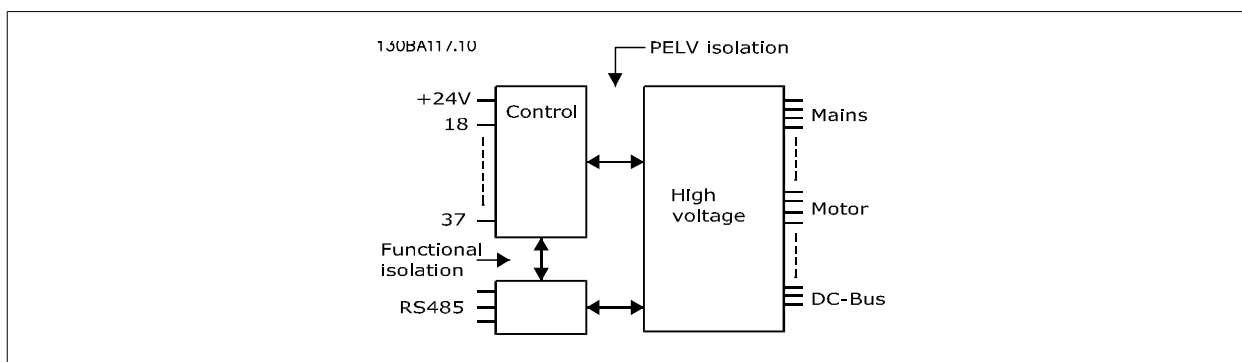 130BA117.10
PELV isolation
+24V
Control
18
37
Mains
High
voltage
Motor
Functional
isolation
RS485
DC-Bus